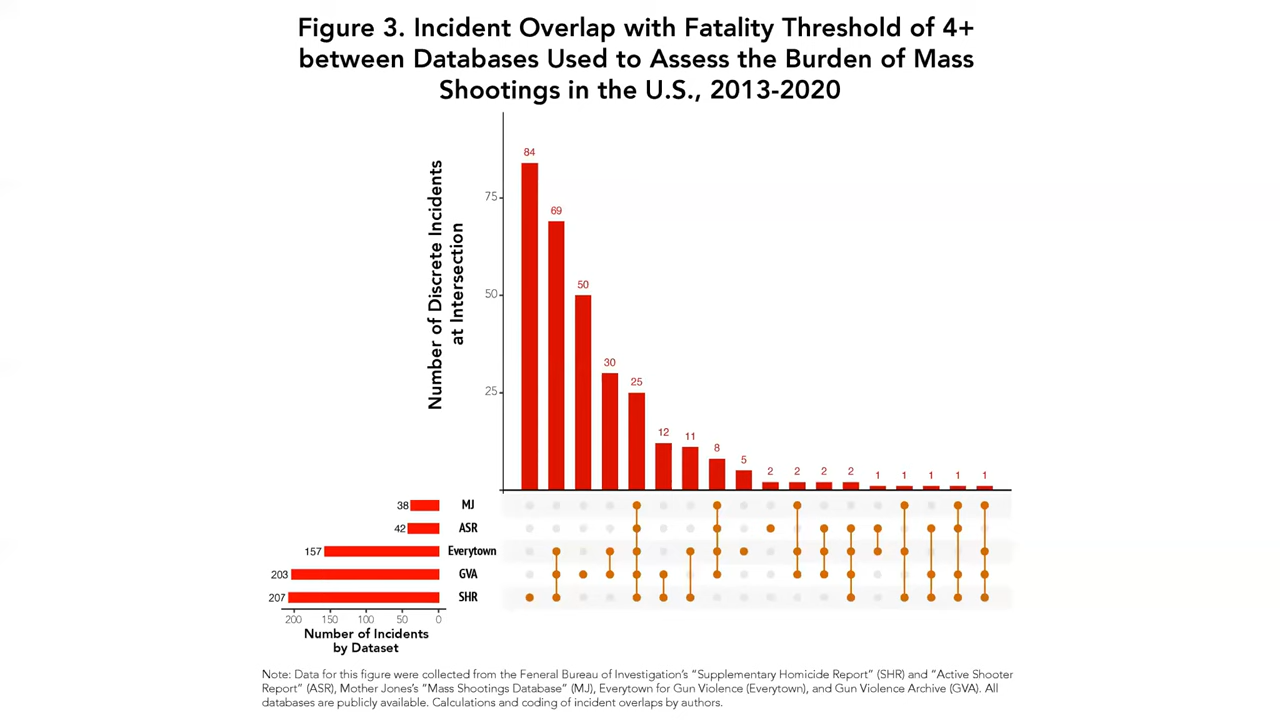 Figure 3. Incident Overlap with Fatality Threshold of 4+
between Databases Used to Assess the Burden of Mass
Shootings in the U.S., 2013-2020
Number of Discrete Incidents
at Intersection
75
50
25
84
69
50
30
25
12
11
8
5
2
2
2
2
1
1
1
1
1
38
MJ
42
ASR
157
Everytown
203
GVA
207
SHR
200 150 100 50 0
Number of Incidents
by Dataset
Note: Data for this figure were collected from the Feneral Bureau of Investigation's "Supplementary Homicide Report" (SHR) and "Active Shooter
Report" (ASR), Mother Jones's "Mass Shootings Database" (MJ), Everytown for Gun Violence (Everytown), and Gun Violence Archive (GVA). All
databases are publicly available. Calculations and coding of incident overlaps by authors.